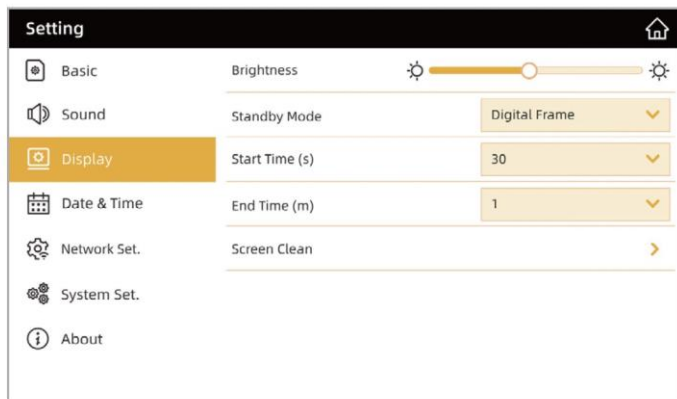 Setting
Basic
Brightness
Sound
Standby Mode
Digital Frame
Display
Start Time (s)
30
Date & Time
End Time (m)
1
Network Set.
Screen Clean
System Set.
About